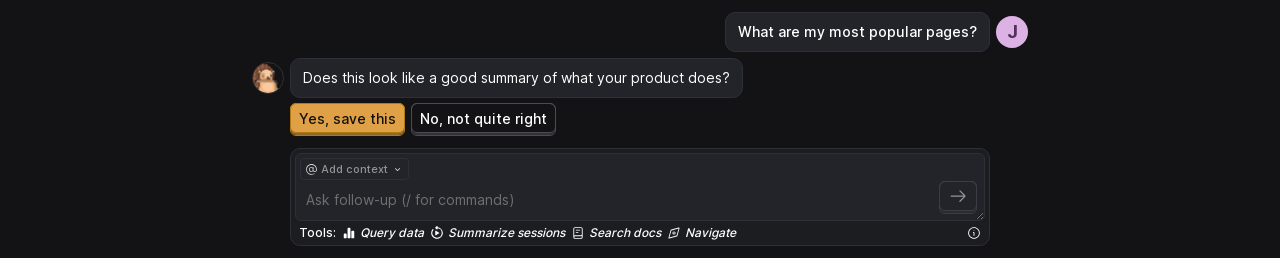 What are my most popular pages?
J
Does this look like a good summary of what your product does?
Yes, save this No, not quite right
@ Add context
Ask follow-up (/ for commands)
Tools: Query data Summarize sessions Search docs Navigate